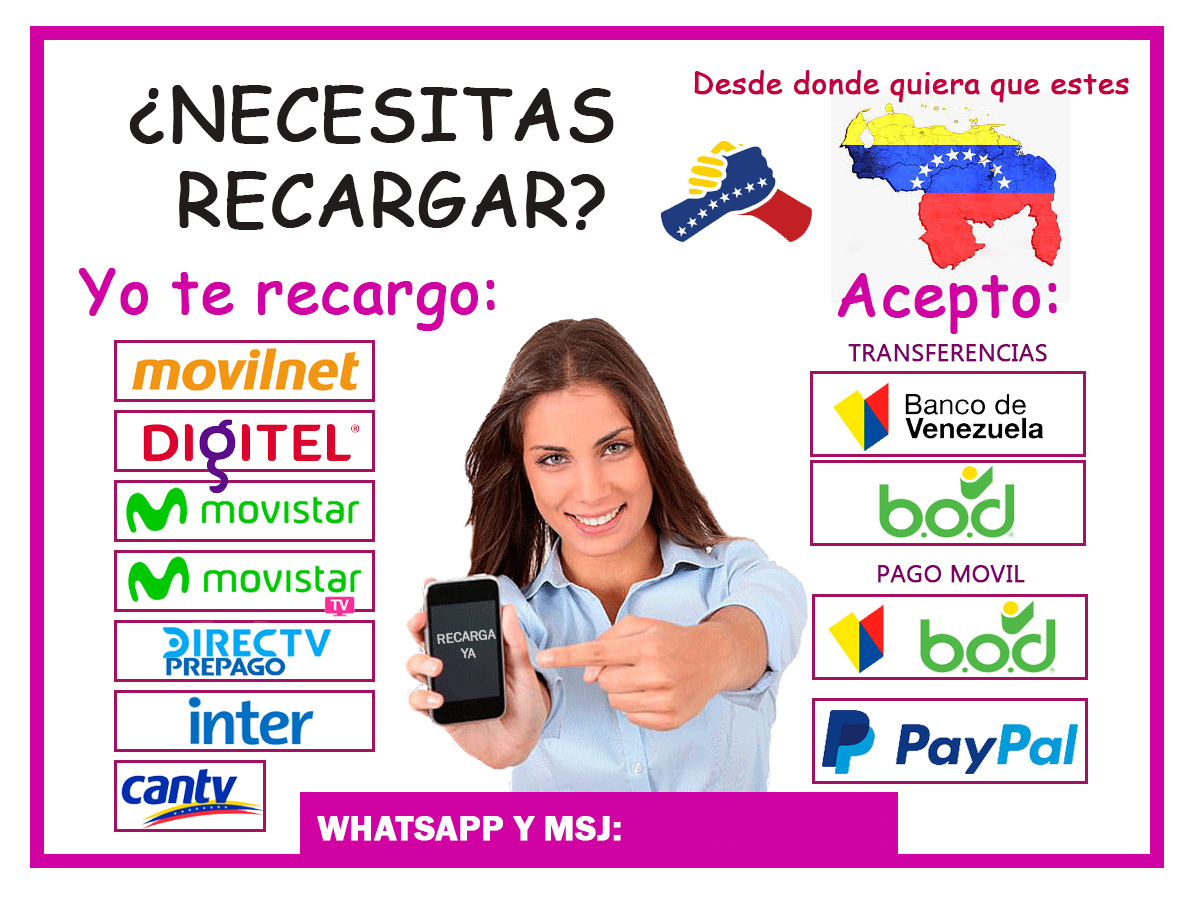 ¿NECESITAS
RECARGAR?
Desde donde quiera que estes
Yo te recargo:
movilnet
DIgITEL®
movistar
movistar
TV
DIRECTV
PREPAGO
inter
cantv
RECARGA
YA
Acepto:
TRANSFERENCIAS
Banco de
Venezuela
b.o.d
PAGO MOVIL
b.o.d
PayPal
WHATSAPP Y MSJ: